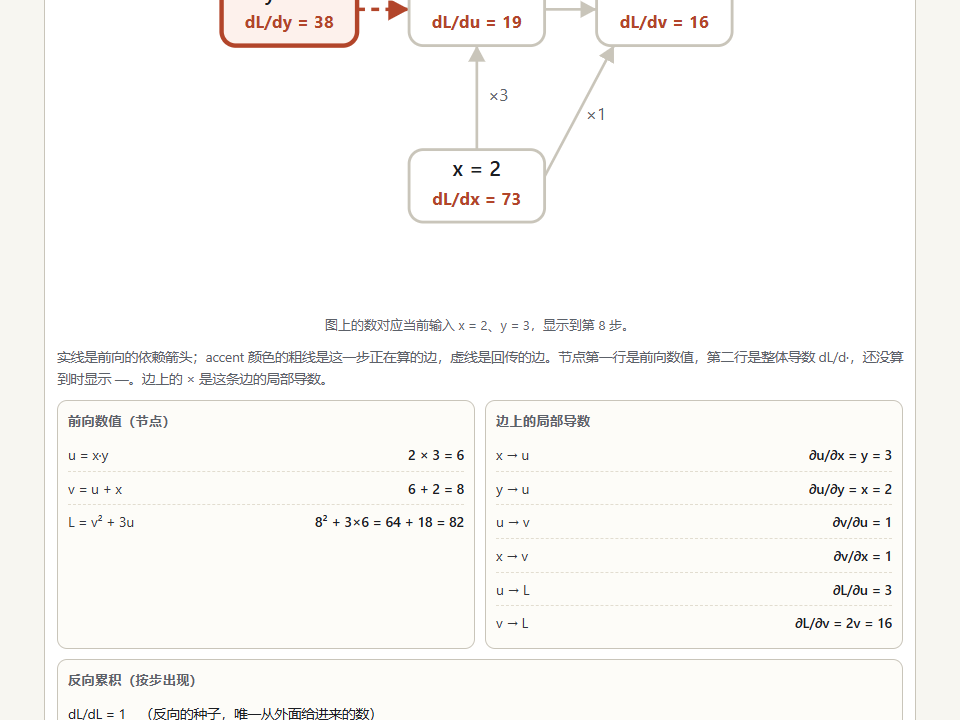 dL/dy = 38
dL/du = 19
dL/dv = 16
×3
×1
x = 2
dL/dx = 73
图上的数对应当前输入 x = 2、y = 3，显示到第 8 步。
实线是前向的依赖箭头；accent 颜色的粗线是这一步正在算的边，虚线是回传的边。节点第一行是前向数值，第二行是整体导数 dL/d·，还没算
到时显示 —。边上的 × 是这条边的局部导数。
前向数值（节点）
u = x·y 2 × 3 = 6
v = u + x 6 + 2 = 8
L = v² + 3u 8² + 3×6 = 64 + 18 = 82
边上的局部导数
x → u ∂u/∂x = y = 3
y → u ∂u/∂y = x = 2
u → v ∂v/∂u = 1
x → v ∂v/∂x = 1
u → L ∂L/∂u = 3
v → L ∂L/∂v = 2v = 16
反向累积（按步出现）
dL/dL = 1 （反向的种子，唯一从外面给进来的数）